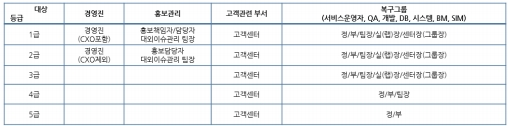 대상
등급
경영진
홍보관리
고객관련 부서
복구그룹
(서비스운영자, QA, 개발, DB, 시스템, BM, SIM)
1급
경영진
(CXO포함)
홍보책임자/담당자
대외이슈관리 팀장
고객센터
정/부/팀장/실(랩)장/센터장(그룹장)
2급
경영진
(CXO제외)
홍보담당자
대외이슈관리 팀장
고객센터
정/부/팀장/실(랩)장/센터장(그룹장)
3급
고객센터
정/부/팀장/실(랩)장/센터장(그룹장)
4급
고객센터
정/부/팀장
5급
고객센터
정/부